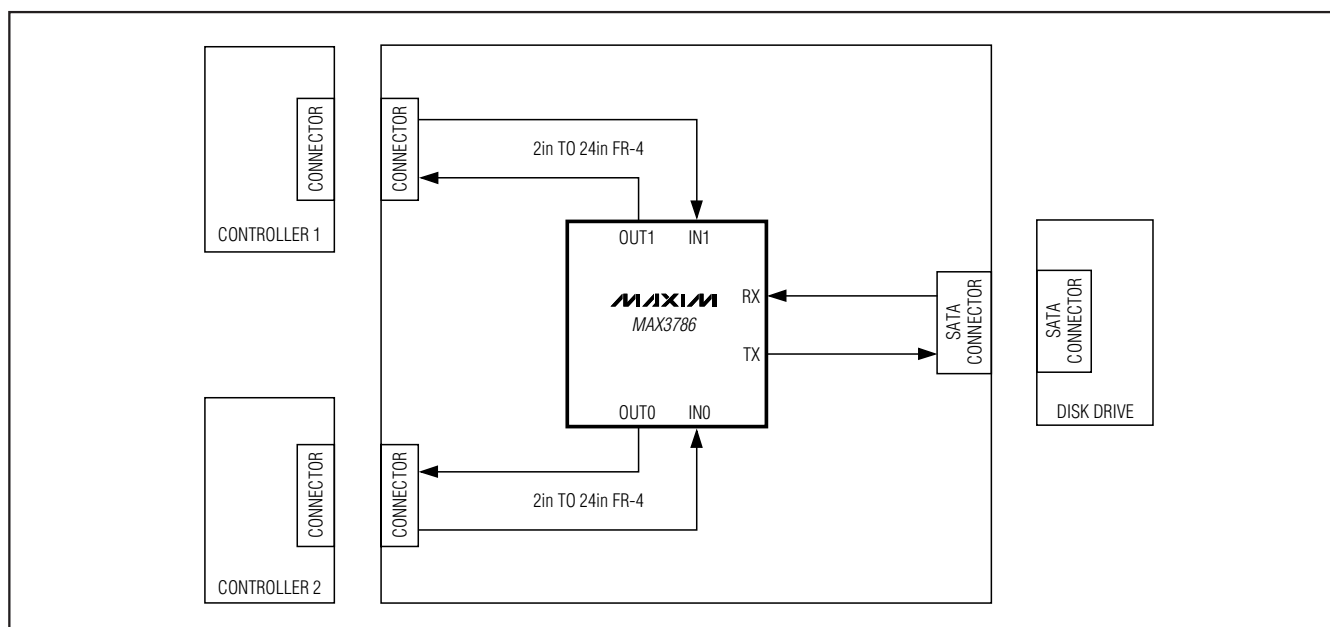 CONNECTOR
CONNECTOR
2in TO 24in FR-4
CONTROLLER 1
OUT1 IN1
RX
MAXIM
MAX3786
TX
SATA
CONNECTOR
SATA
CONNECTOR
OUT0 IN0
DISK DRIVE
CONNECTOR
CONNECTOR
2in TO 24in FR-4
CONTROLLER 2